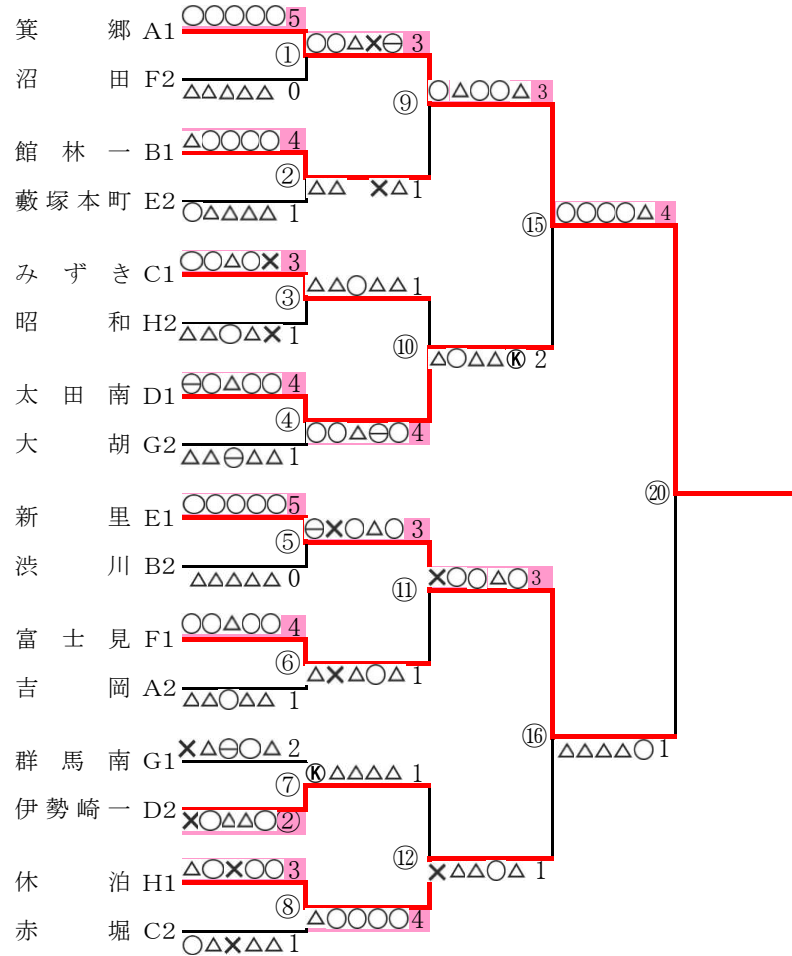 箕郷 A1 ○○○○○ 5
① ○○△×⊖ 3
沼田 F2 △△△△△ 0
⑨ ○△○○△ 3
館林一 B1 △○○○○ 4
② △△ ×△ 1
藪塚本町 E2 ○△△△△ 1
⑮ ○○○○△ 4
みずき C1 ○○△○× 3
③ △△○△△ 1
昭和 H2 △△○△× 1
⑩ △○△△Ⓚ 2
太田南 D1 ⊖○△○○ 4
④ ○○△⊖○ 4
大胡 G2 △△⊖△△ 1
⑳
新里 E1 ○○○○○ 5
⑤ ⊖×○△○ 3
渋川 B2 △△△△△ 0
⑪ ×○○△○ 3
富士見 F1 ○○△○○ 4
⑥ △×△○△ 1
吉岡 A2 △△○△△ 1
⑯ △△△△○ 1
群馬南 G1 ×△⊖○△ 2
⑦ Ⓚ△△△△ 1
伊勢崎一 D2 ×○△△○ ②
⑫ ×△△○△ 1
休泊 H1 △○×○○ 3
⑧ △○○○○ 4
赤堀 C2 ○△×△△ 1